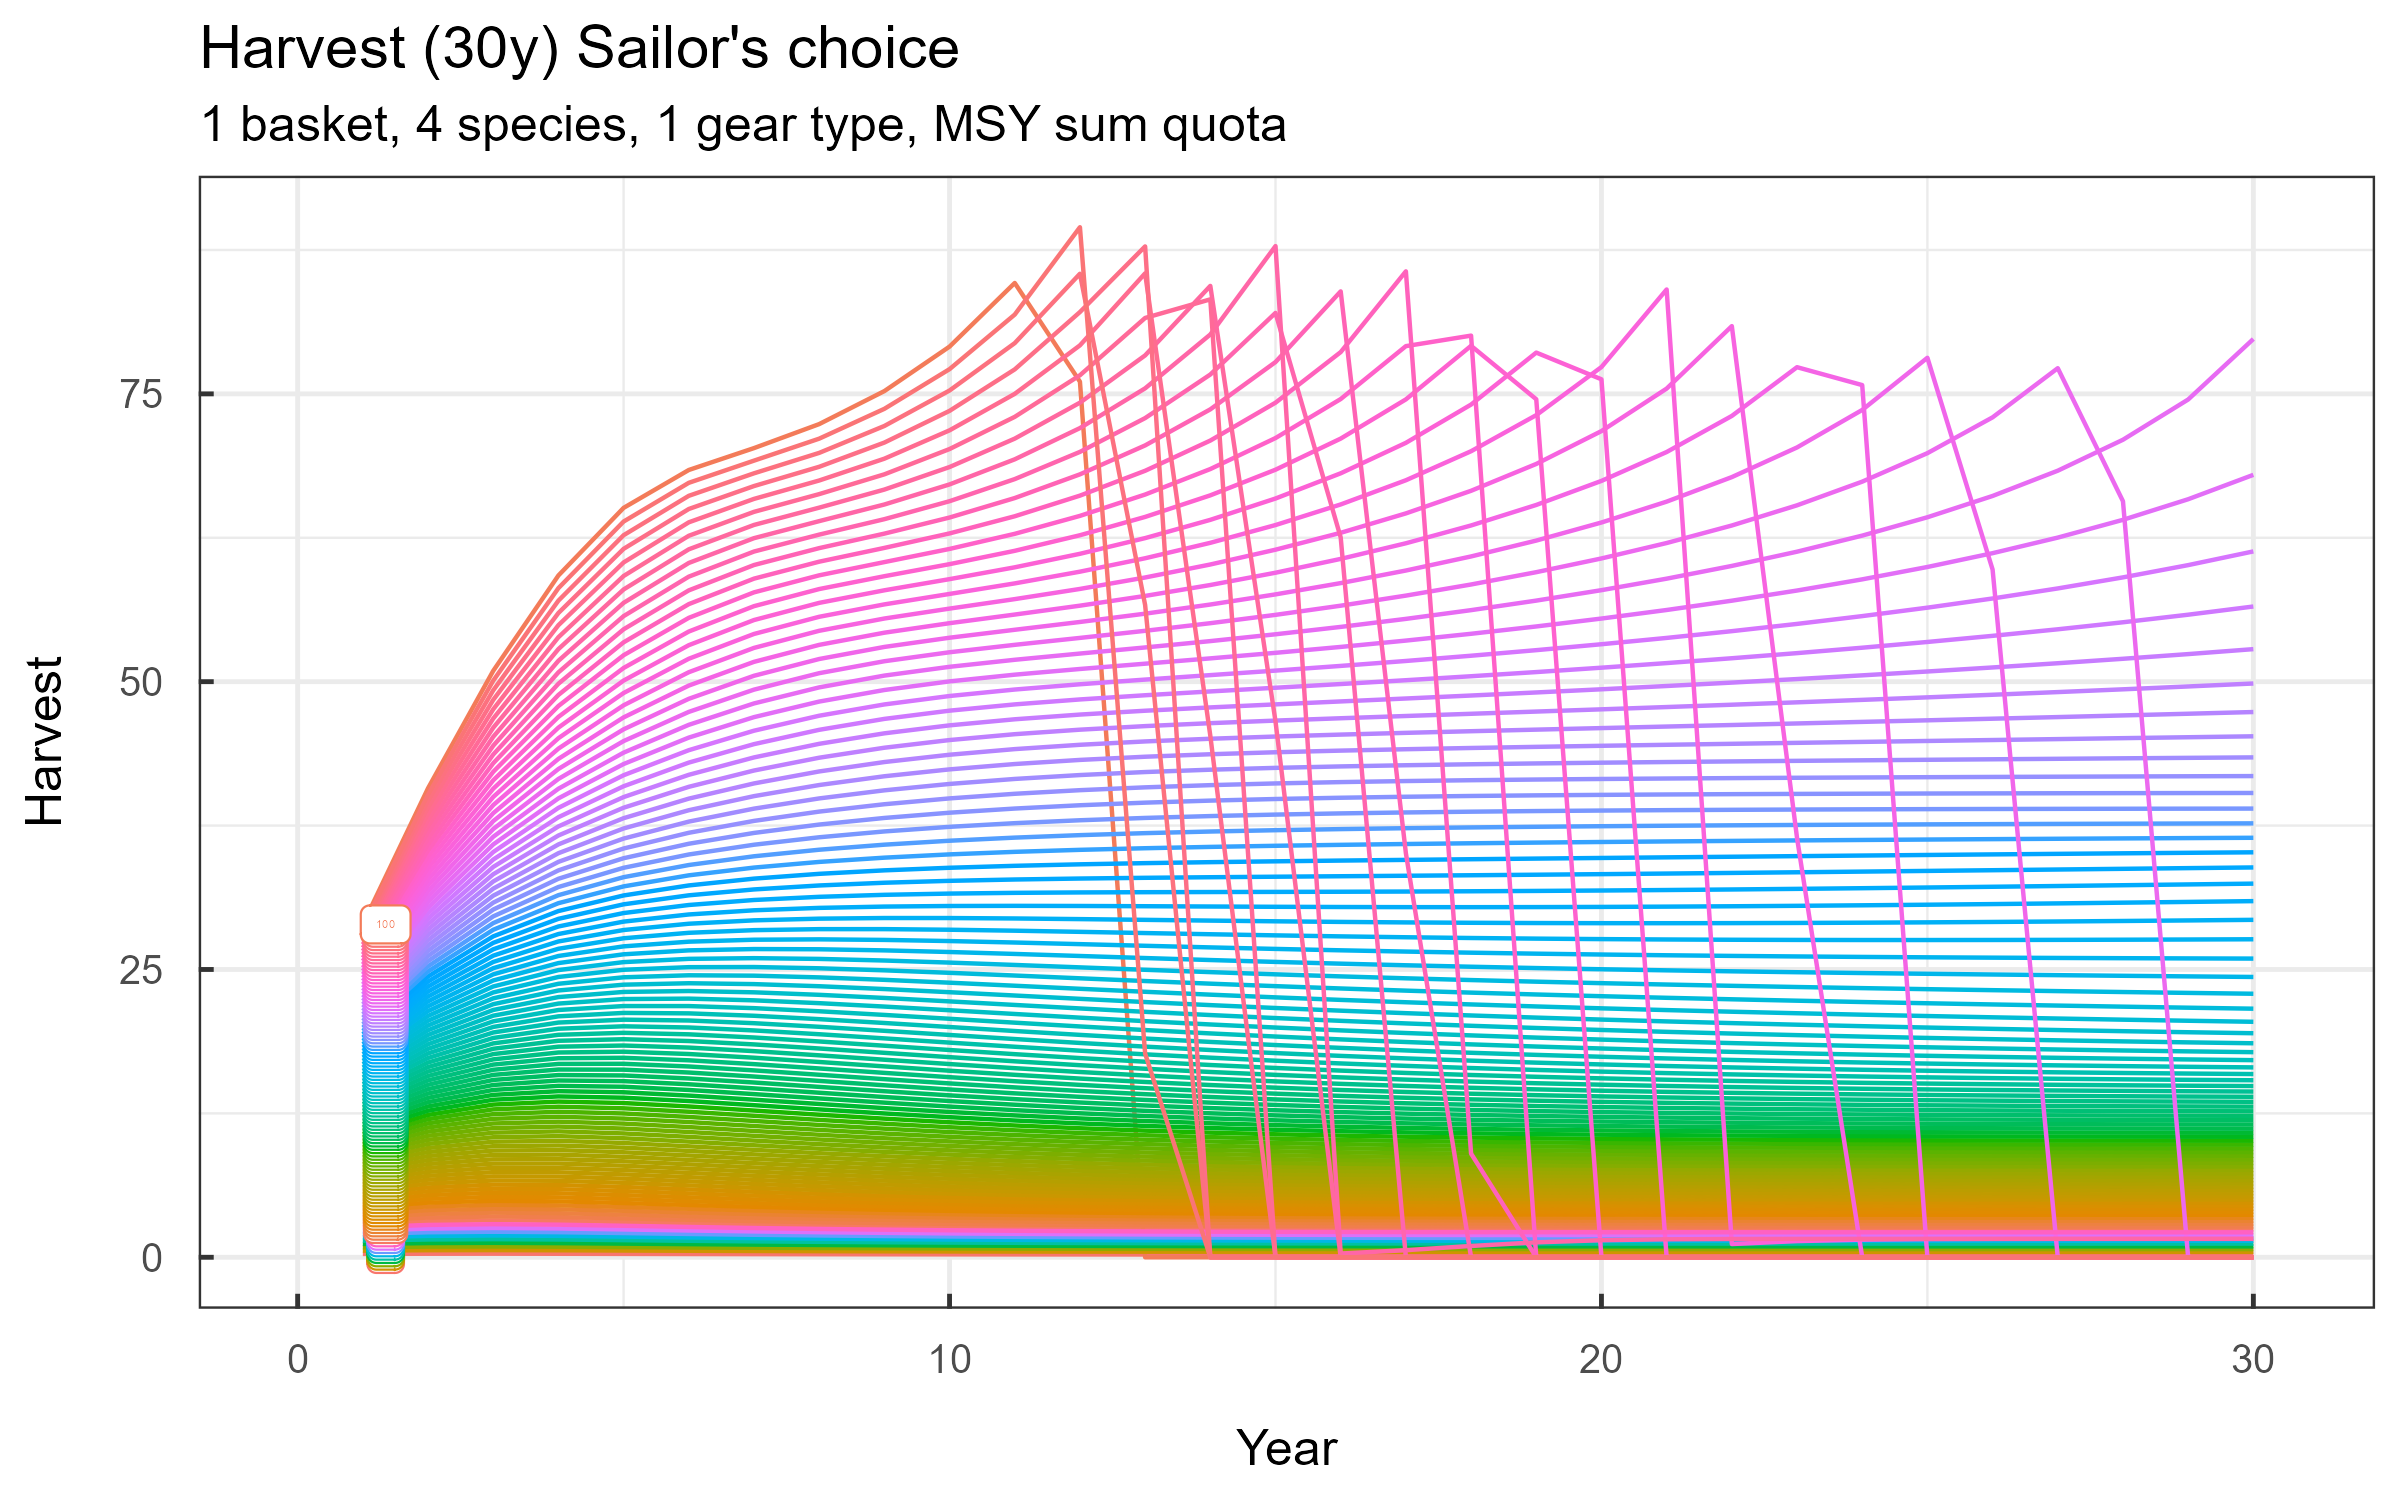 Harvest (30y) Sailor's choice
1 basket, 4 species, 1 gear type, MSY sum quota
75
50
25
0
Harvest
100
0 10 20 30
Year